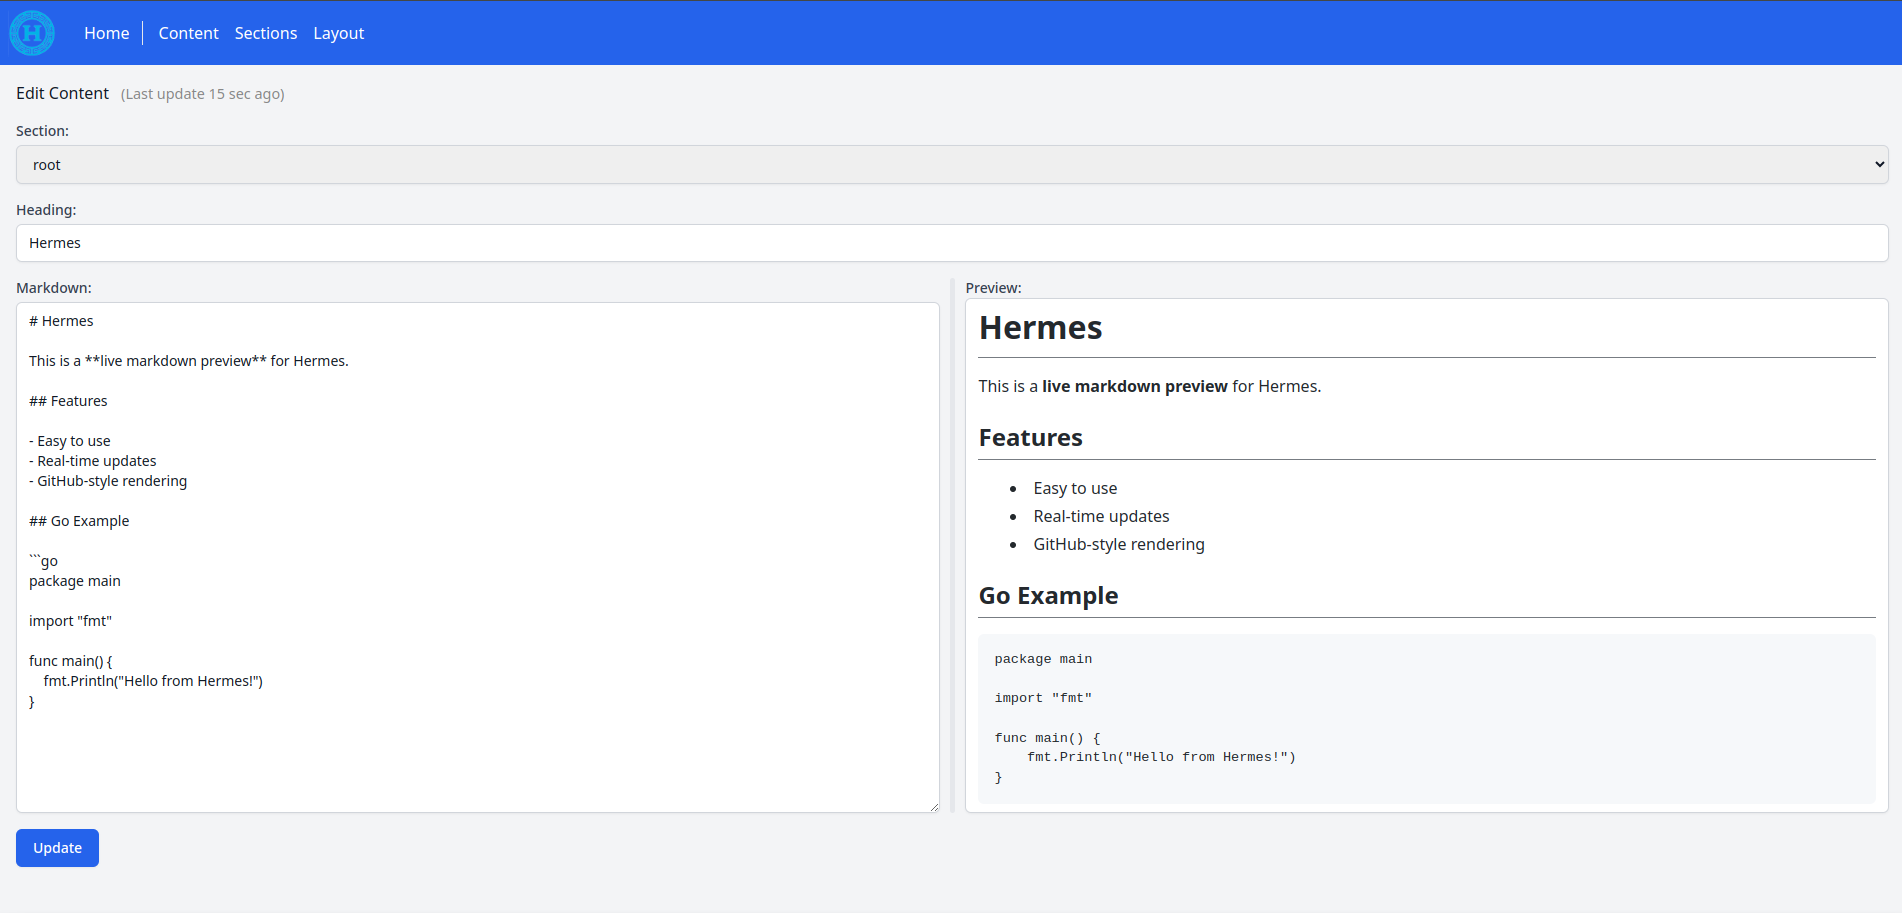 H
Home Content Sections Layout
Edit Content (Last update 15 sec ago)
Section:
root
Heading:
Hermes
Markdown:
# Hermes
This is a **live markdown preview** for Hermes.
## Features
- Easy to use
- Real-time updates
- GitHub-style rendering
## Go Example
```go
package main
import "fmt"
func main() {
    fmt.Println("Hello from Hermes!")
}
Preview:
Hermes
This is a live markdown preview for Hermes.
Features
• Easy to use
• Real-time updates
• GitHub-style rendering
Go Example
package main
import "fmt"
func main() {
    fmt.Println("Hello from Hermes!")
}
Update